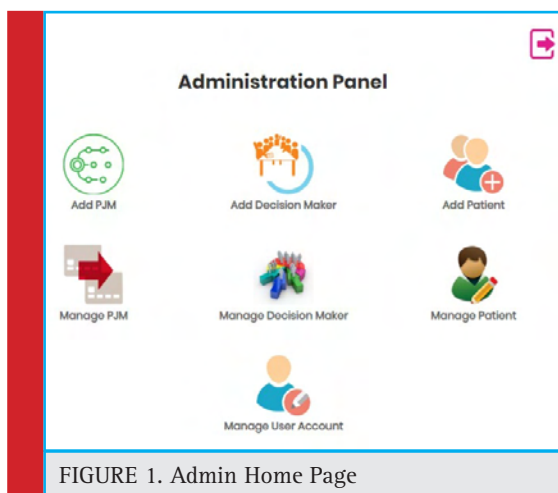 Administration Panel
Add PJM Add Decision Maker Add Patient
Manage PJM Manage Decision Maker Manage Patient
Manage User Account
FIGURE 1. Admin Home Page